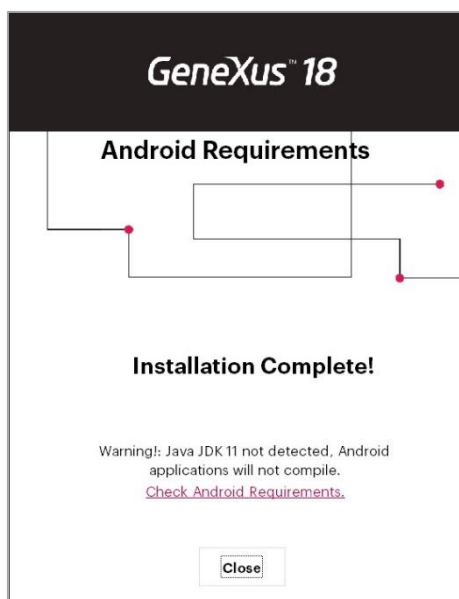 GeneXus™ 18
Android Requirements
Installation Complete!
Warning!: Java JDK 11 not detected, Android
applications will not compile.
Check Android Requirements.
Close